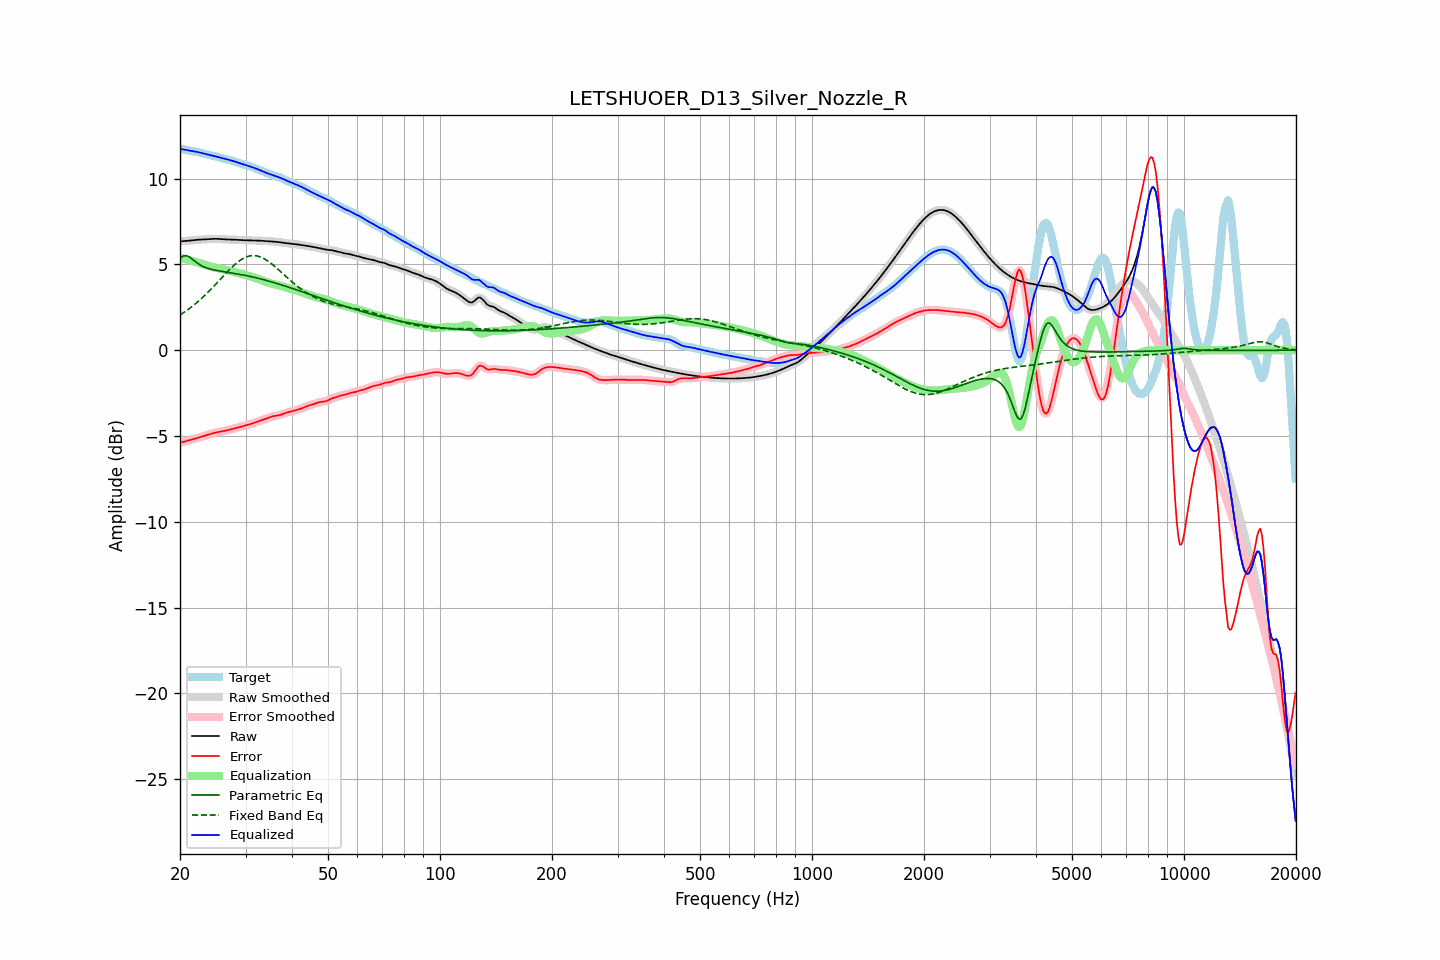 LETSHUOER_D13_Silver_Nozzle_R
10
5
0
−5
−10
−15
−20
−25
Amplitude (dBr)
Target
Raw Smoothed
Error Smoothed
Raw
Error
Equalization
Parametric Eq
Fixed Band Eq
Equalized
20 50 100 200 500 1000 2000 5000 10000 20000
Frequency (Hz)